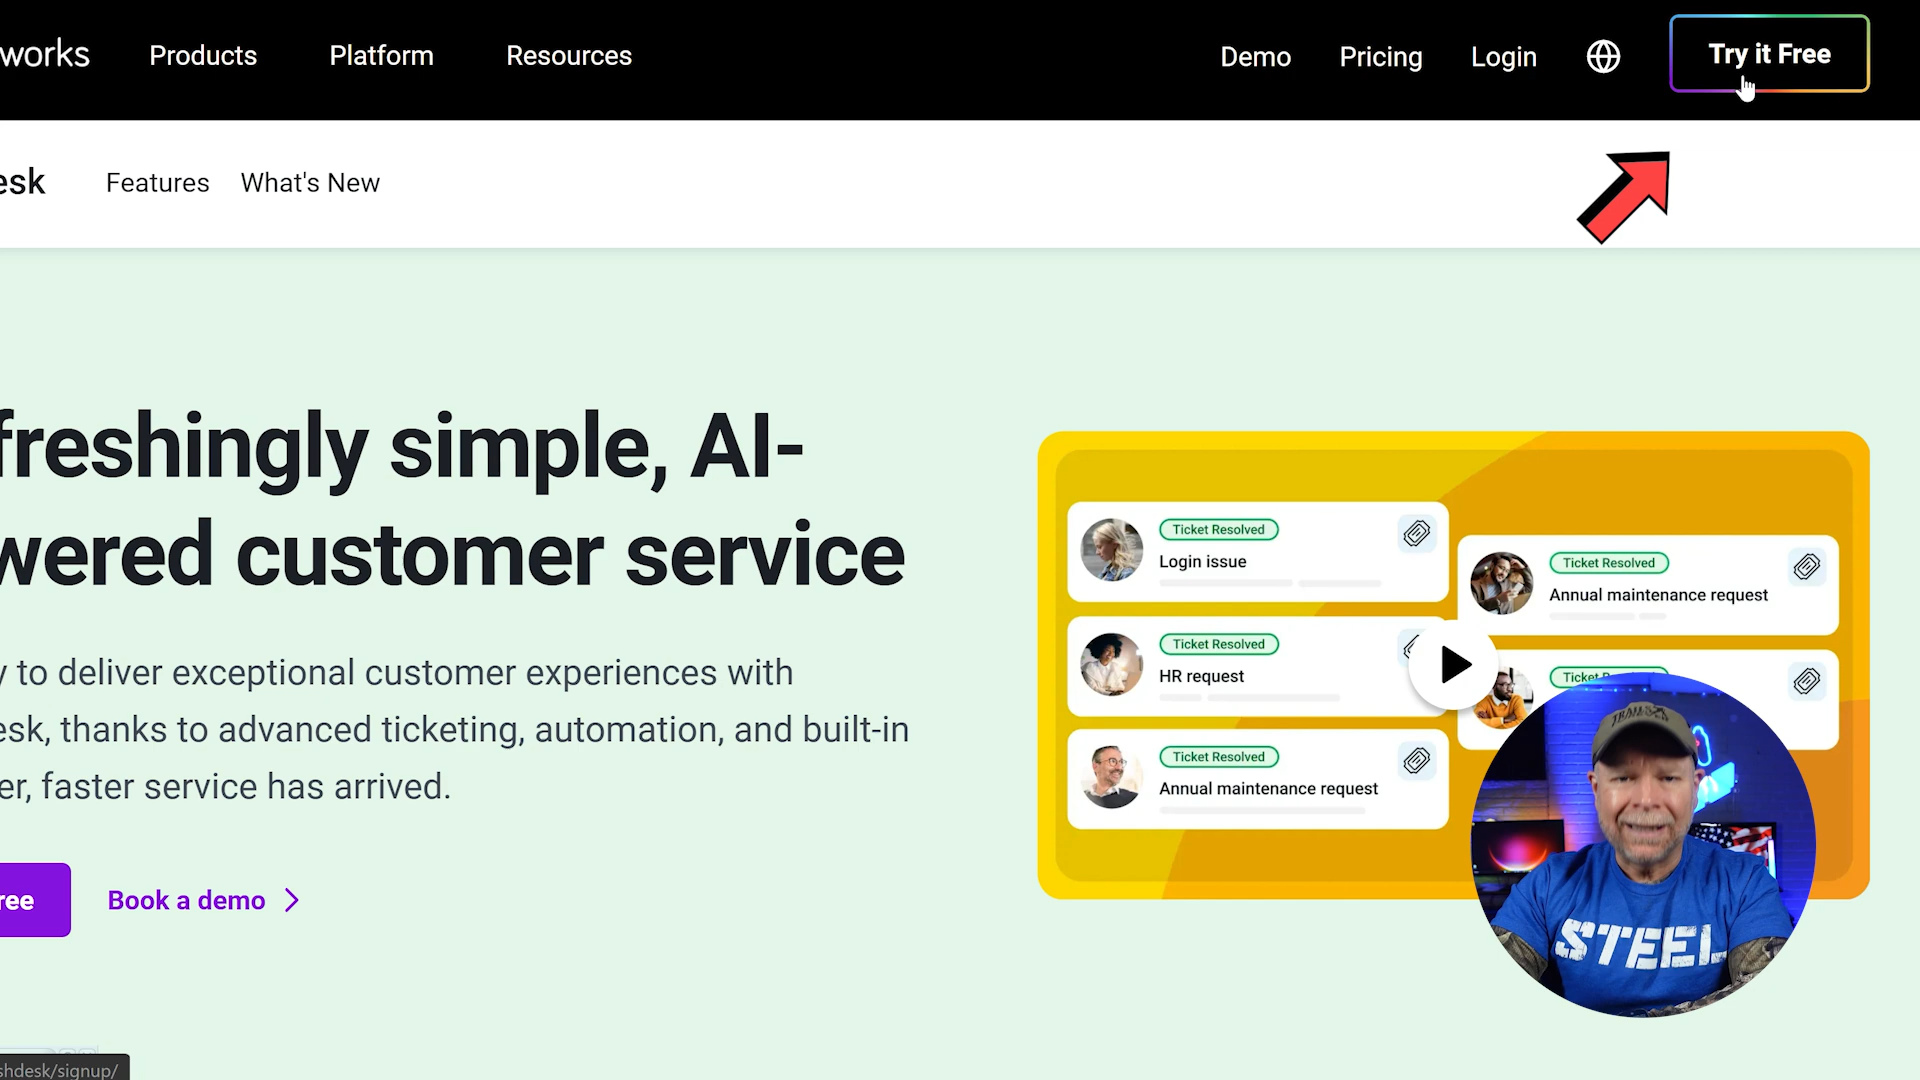 works
Products
Platform
Resources
Demo
Pricing
Login
Try it Free
esk
Features
What's New
freshingly simple, AI-
wered customer service
y to deliver exceptional customer experiences with
esk, thanks to advanced ticketing, automation, and built-in
er, faster service has arrived.
ree
Book a demo
Ticket Resolved
Login issue
Ticket Resolved
HR request
Ticket Resolved
Annual maintenance request
Ticket Resolved
Annual maintenance request
Ticket
STEEL
shdesk/signup/